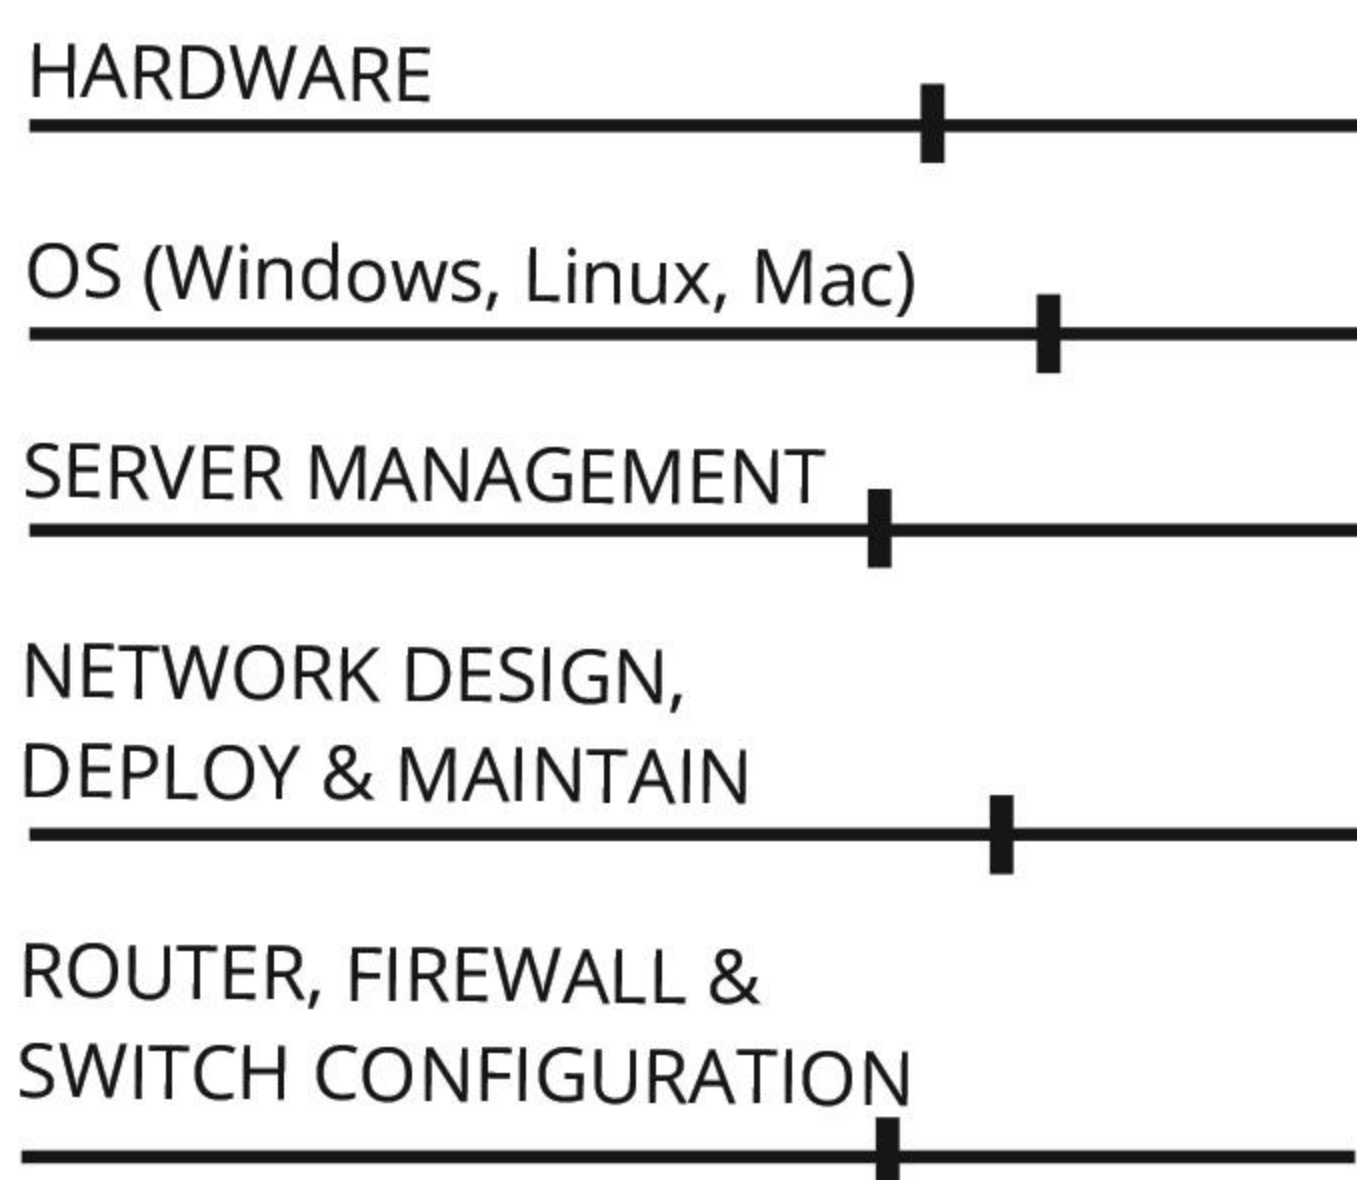 HARDWARE
OS (Windows, Linux, Mac)
SERVER MANAGEMENT
NETWORK DESIGN,
DEPLOY & MAINTAIN
ROUTER, FIREWALL &
SWITCH CONFIGURATION